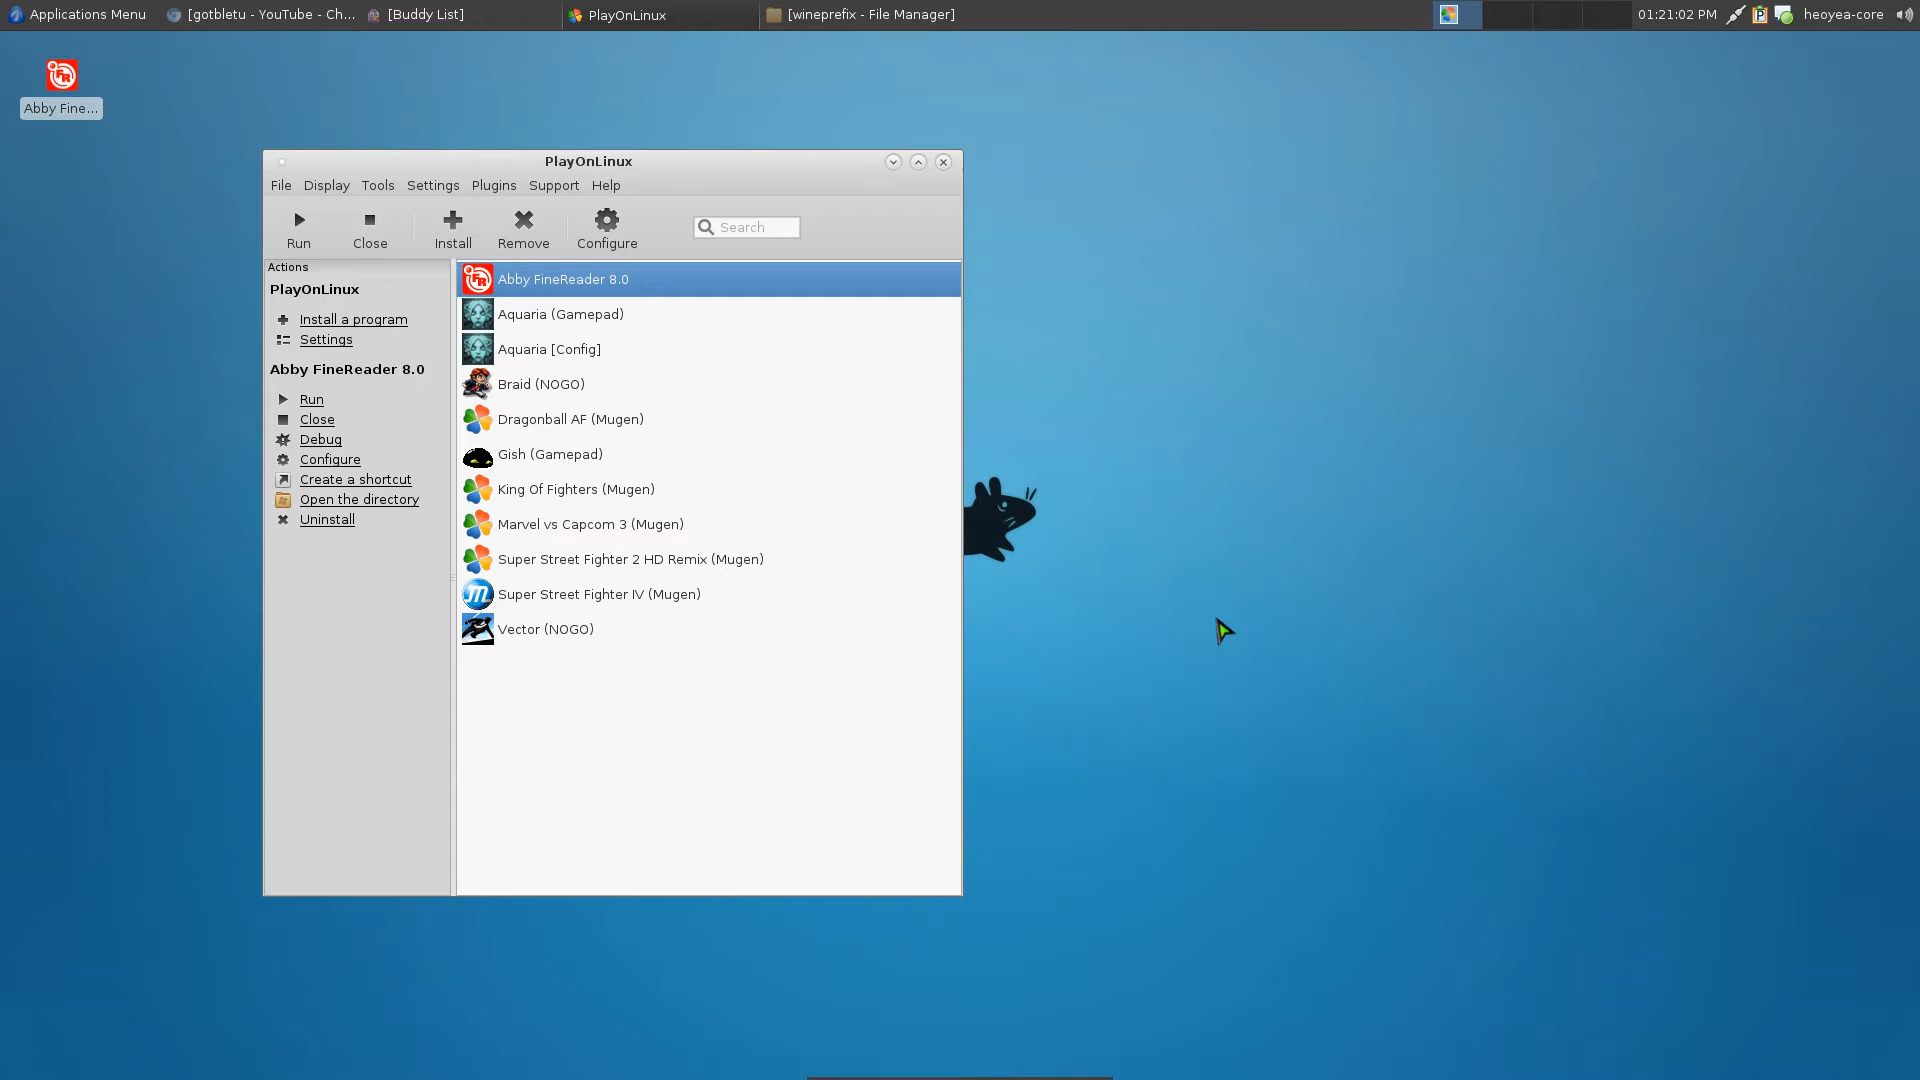 Applications Menu
[gotbletu - YouTube - Ch...
[Buddy List]
PlayOnLinux
[wineprefix - File Manager]
01:21:02 PM
heoyea-core
Abby Fine...
PlayOnLinux
File Display Tools Settings Plugins Support Help
Run Close Install Remove Configure Search
Actions
PlayOnLinux
Install a program
Settings
Abby FineReader 8.0
Run
Close
Debug
Configure
Create a shortcut
Open the directory
Uninstall
Abby FineReader 8.0
Aquaria (Gamepad)
Aquaria [Config]
Braid (NOGO)
Dragonball AF (Mugen)
Gish (Gamepad)
King Of Fighters (Mugen)
Marvel vs Capcom 3 (Mugen)
Super Street Fighter 2 HD Remix (Mugen)
Super Street Fighter IV (Mugen)
Vector (NOGO)